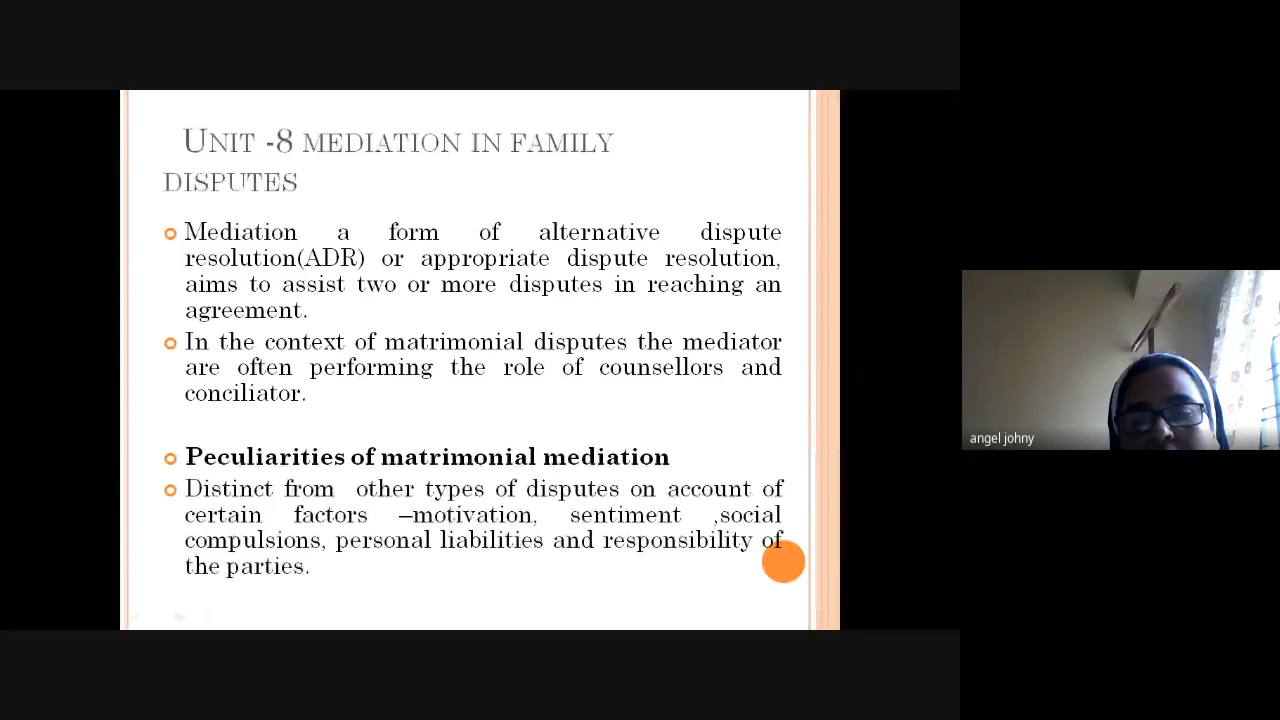 UNIT -8 MEDIATION IN FAMILY
DISPUTES
Mediation a form of alternative dispute
resolution(ADR) or appropriate dispute resolution,
aims to assist two or more disputes in reaching an
agreement.
In the context of matrimonial disputes the mediator
are often performing the role of counsellors and
conciliator.
Peculiarities of matrimonial mediation
Distinct from other types of disputes on account of
certain factors –motivation, sentiment ,social
compulsions, personal liabilities and responsibility of
the parties.
angel johny